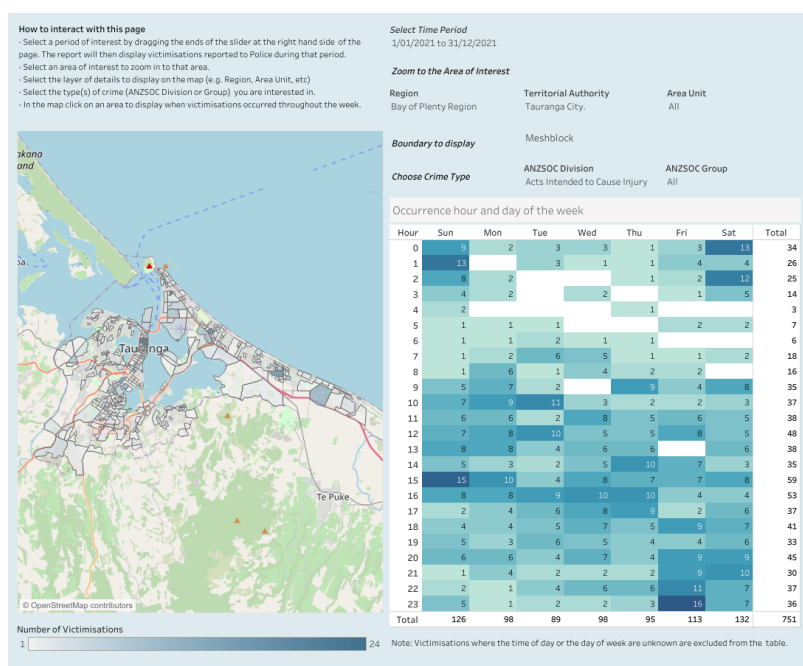 How to interact with this page
- Select a period of interest by dragging the ends of the slider at the right hand side of the
page. The report will then display victimisations reported to Police during that period.
- Select an area of interest to zoom in to that area.
- Select the layer of details to display on the map (e.g. Region, Area Unit, etc)
- Select the type(s) of crime (ANZSOC Division or Group) you are interested in.
- In the map click on an area to display when victimisations occurred throughout the week.
Select Time Period
1/01/2021 to 31/12/2021
Zoom to the Area of Interest
Region Territorial Authority Area Unit
Bay of Plenty Region Tauranga City. All
Boundary to display Meshblock
ANZSOC Division ANZSOC Group
Choose Crime Type
Acts Intended to Cause Injury All
akana
and
Tauranga
Te Puke
© OpenStreetMap contributors
Number of Victimisations
1 24
Occurrence hour and day of the week
Hour Sun Mon Tue Wed Thu Fri Sat Total
0 9 2 3 3 1 3 13 34
1 13 3 1 1 4 4 26
2 8 2 1 2 12 25
3 4 2 2 1 5 14
4 2 1 3
5 1 1 1 2 2 7
6 1 1 2 1 1 6
7 1 2 6 5 1 1 2 18
8 1 6 1 4 2 2 16
9 5 7 2 9 4 8 35
10 7 9 11 3 2 2 3 37
11 6 6 2 8 5 6 5 38
12 7 8 10 5 5 8 5 48
13 8 8 4 6 6 6 38
14 5 3 2 5 10 7 3 35
15 15 10 4 8 7 7 8 59
16 8 8 9 10 10 4 4 53
17 2 4 6 8 9 2 6 37
18 4 4 5 7 5 9 7 41
19 5 3 6 5 4 4 6 33
20 6 6 4 7 4 9 9 45
21 1 4 2 2 2 9 10 30
22 2 1 4 6 6 11 7 37
23 5 1 2 2 3 16 7 36
Total 126 98 89 98 95 113 132 751
Note: Victimisations where the time of day or the day of week are unknown are excluded from the table.